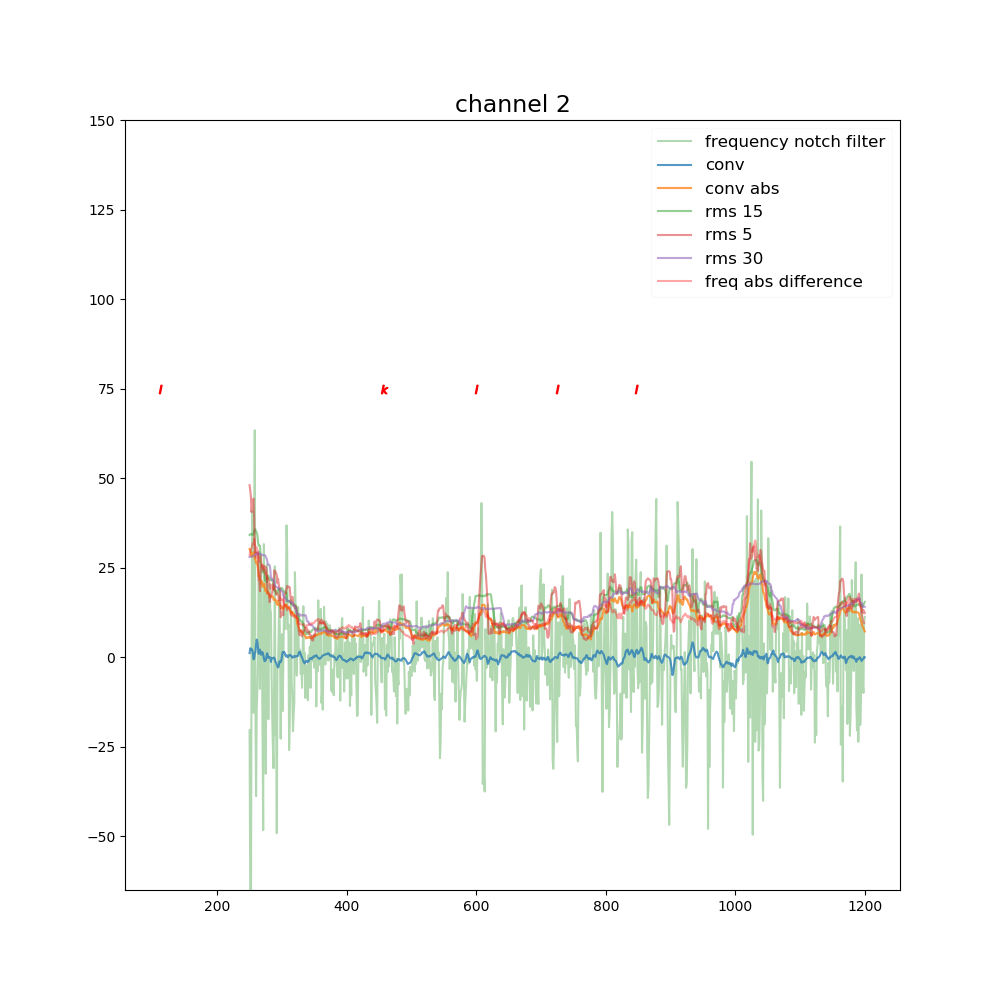 channel 2
150
frequency notch filter
conv
125
conv abs
rms 15
rms 5
rms 30
100
freq abs difference
75
l k l l l
50
25
0
−25
−50
200 400 600 800 1000 1200